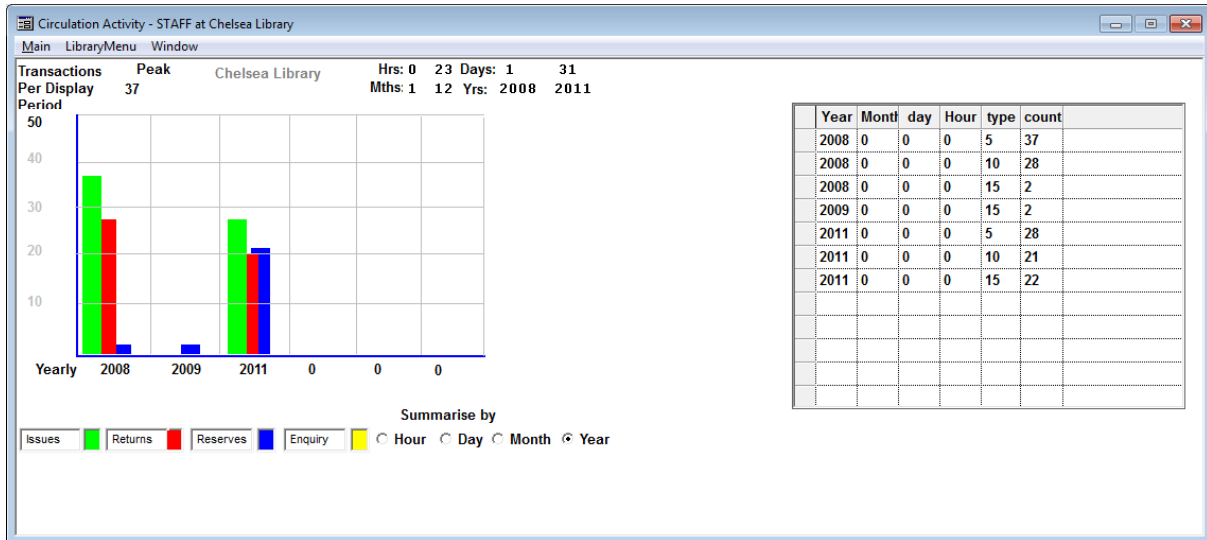 Circulation Activity - STAFF at Chelsea Library
Main LibraryMenu Window
Transactions Peak Chelsea Library Hrs: 0 23 Days: 1 31
Per Display 37 Mths: 1 12 Yrs: 2008 2011
Period
50
40
30
20
10
Yearly 2008 2009 2011 0 0 0
Year Month day Hour type count
2008 0 0 0 5 37
2008 0 0 0 10 28
2008 0 0 0 15 2
2009 0 0 0 15 2
2011 0 0 0 5 28
2011 0 0 0 10 21
2011 0 0 0 15 22
Summarise by
Issues Returns Reserves Enquiry Hour Day Month Year